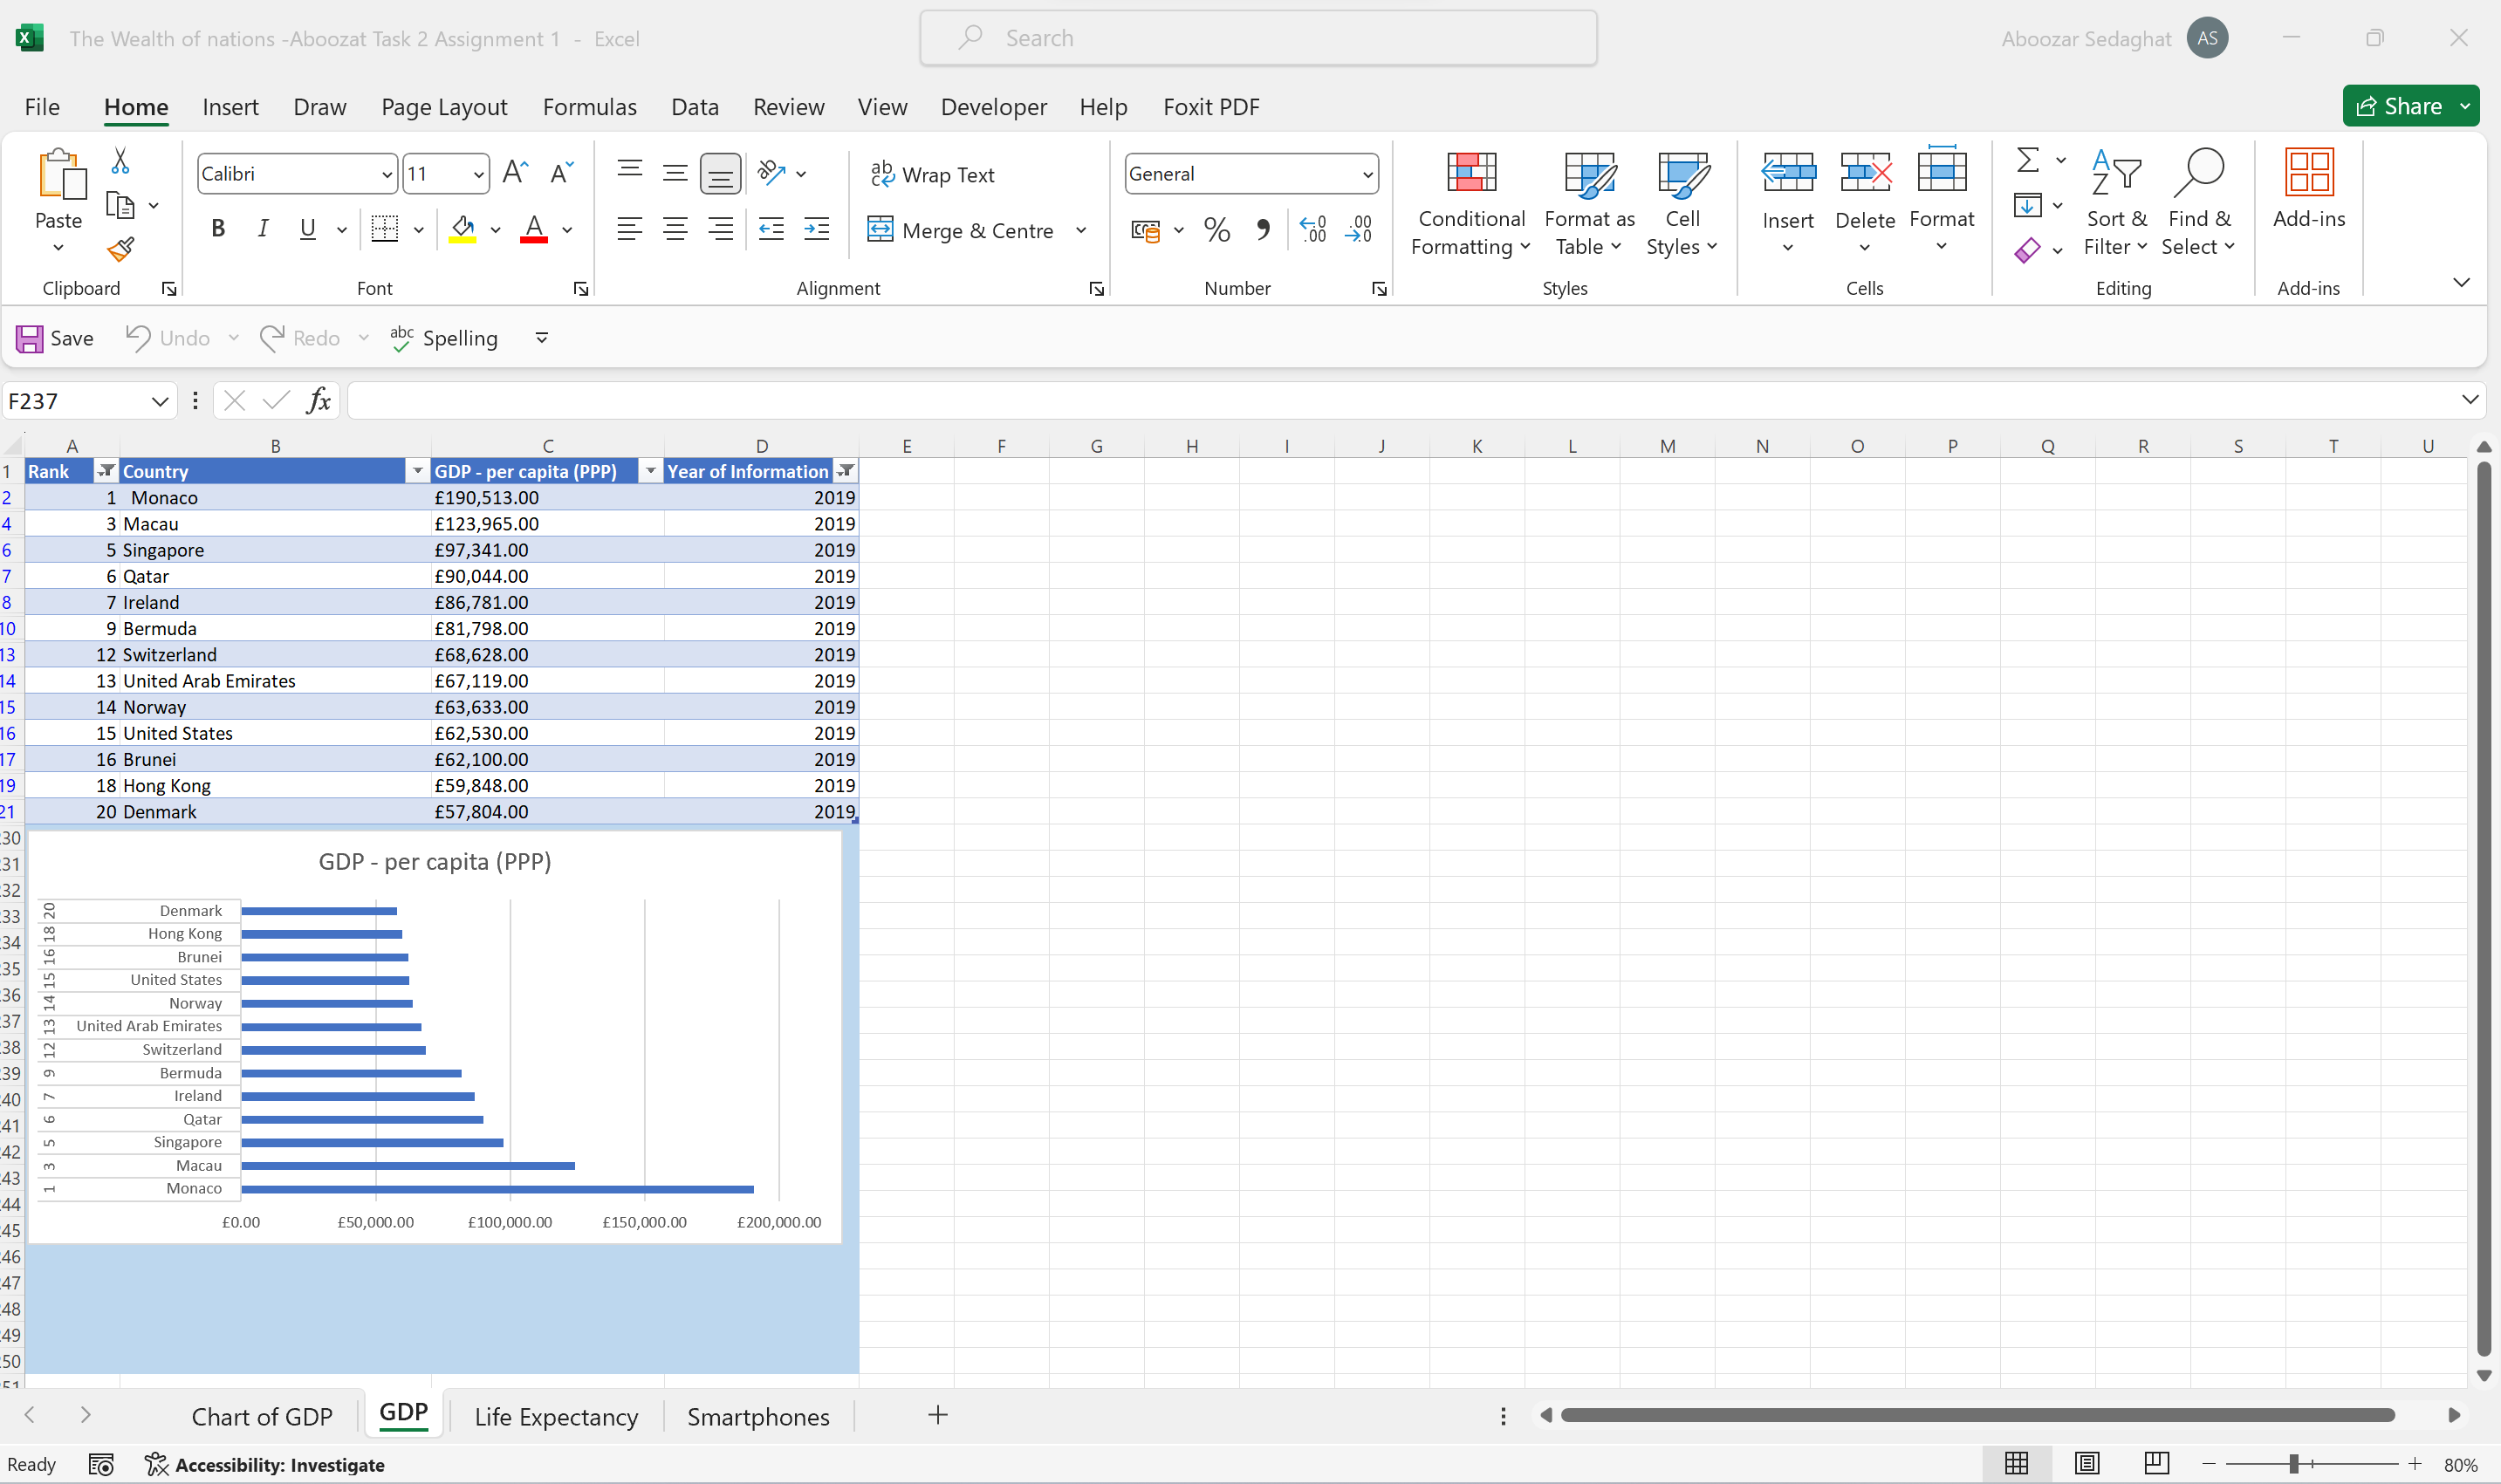 The Wealth of nations -Aboozat Task 2 Assignment 1 - Excel
Search
Aboozar Sedaghat AS
File Home Insert Draw Page Layout Formulas Data Review View Developer Help Foxit PDF Share
Paste
Clipboard
Calibri 11
B I U A
Font
Wrap Text
Merge & Centre
Alignment
General
Number
Conditional Formatting
Format as Table
Cell Styles
Styles
Insert Delete Format
Cells
Sort & Filter
Find & Select
Editing
Add-ins
Add-ins
Save Undo Redo abc Spelling
F237 fx
A B C D E F G H I J K L M N O P Q R S T U
1 Rank Country GDP - per capita (PPP) Year of Information
2 1 Monaco £190,513.00 2019
4 3 Macau £123,965.00 2019
6 5 Singapore £97,341.00 2019
7 6 Qatar £90,044.00 2019
8 7 Ireland £86,781.00 2019
10 9 Bermuda £81,798.00 2019
13 12 Switzerland £68,628.00 2019
14 13 United Arab Emirates £67,119.00 2019
15 14 Norway £63,633.00 2019
16 15 United States £62,530.00 2019
17 16 Brunei £62,100.00 2019
19 18 Hong Kong £59,848.00 2019
21 20 Denmark £57,804.00 2019
GDP - per capita (PPP)
20 Denmark
18 Hong Kong
16 Brunei
15 United States
14 Norway
13 United Arab Emirates
12 Switzerland
9 Bermuda
7 Ireland
6 Qatar
5 Singapore
3 Macau
1 Monaco
£0.00 £50,000.00 £100,000.00 £150,000.00 £200,000.00
Chart of GDP GDP Life Expectancy Smartphones
Ready Accessibility: Investigate 80%